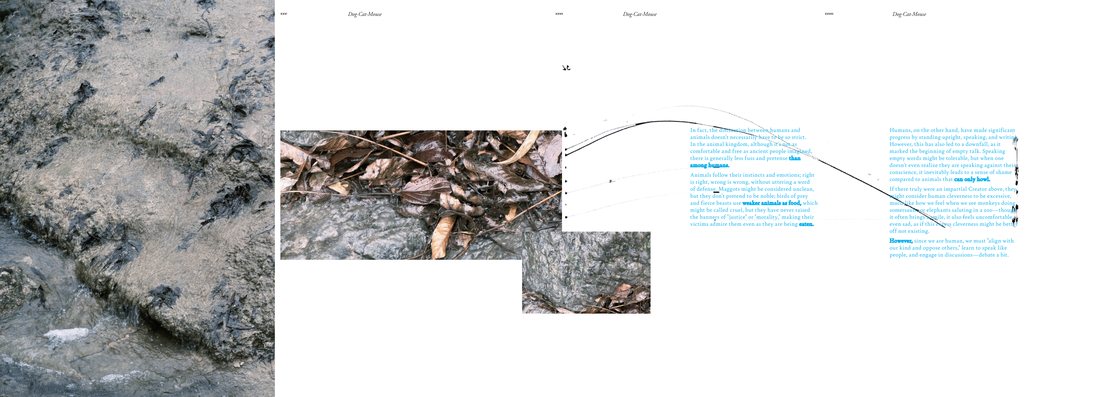 Dog-Cat-Mouse
Dog-Cat-Mouse
Dog-Cat-Mouse
In fact, the distinction between humans and
animals doesn't necessarily have to be so strict.
In the animal kingdom, although it's not as
comfortable and free as ancient people imagined,
there is generally less fuss and pretense than
among humans.
Animals follow their instincts and emotions; right
is right, wrong is wrong, without uttering a word
of defense. Maggots might be considered unclean,
but they don't pretend to be noble; birds of prey
and fierce beasts use weaker animals as food, which
might be called cruel, but they have never raised
the banners of "justice" or "morality," making their
victims admire them even as they are being eaten.
Humans, on the other hand, have made significant
progress by standing upright, speaking, and writing.
However, this has also led to a downfall, as it
marked the beginning of empty talk. Speaking
empty words might be tolerable, but when one
doesn't even realize they are speaking against their
conscience, it inevitably leads to a sense of shame
compared to animals that can only howl.
If there truly were an impartial Creator above, they
might consider human cleverness to be excessive,
much like how we feel when we see monkeys doing
somersaults or elephants saluting in a zoo—though
it often brings a smile, it also feels uncomfortable,
even sad, as if this excess cleverness might be better
off not existing.
However, since we are human, we must "align with
our kind and oppose others," learn to speak like
people, and engage in discussions—debate a bit.